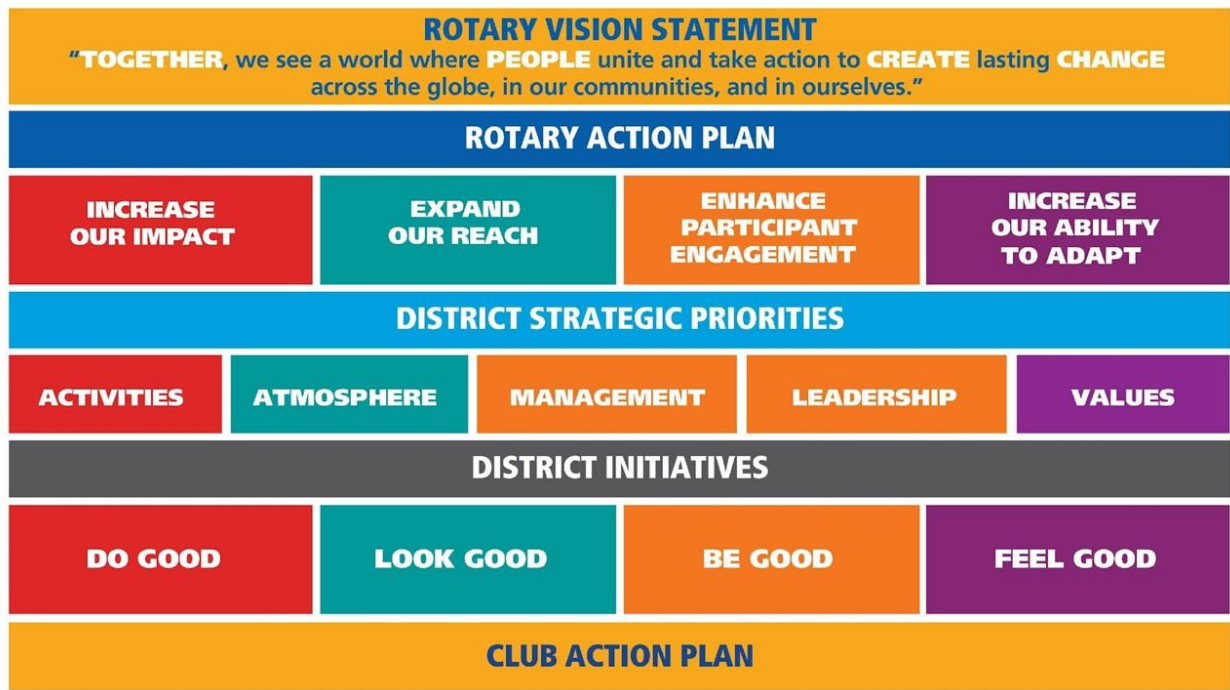 ROTARY VISION STATEMENT
“TOGETHER, we see a world where PEOPLE unite and take action to CREATE lasting CHANGE
across the globe, in our communities, and in ourselves.”
ROTARY ACTION PLAN
INCREASE
OUR IMPACT
EXPAND
OUR REACH
ENHANCE
PARTICIPANT
ENGAGEMENT
INCREASE
OUR ABILITY
TO ADAPT
DISTRICT STRATEGIC PRIORITIES
ACTIVITIES
ATMOSPHERE
MANAGEMENT
LEADERSHIP
VALUES
DISTRICT INITIATIVES
DO GOOD
LOOK GOOD
BE GOOD
FEEL GOOD
CLUB ACTION PLAN